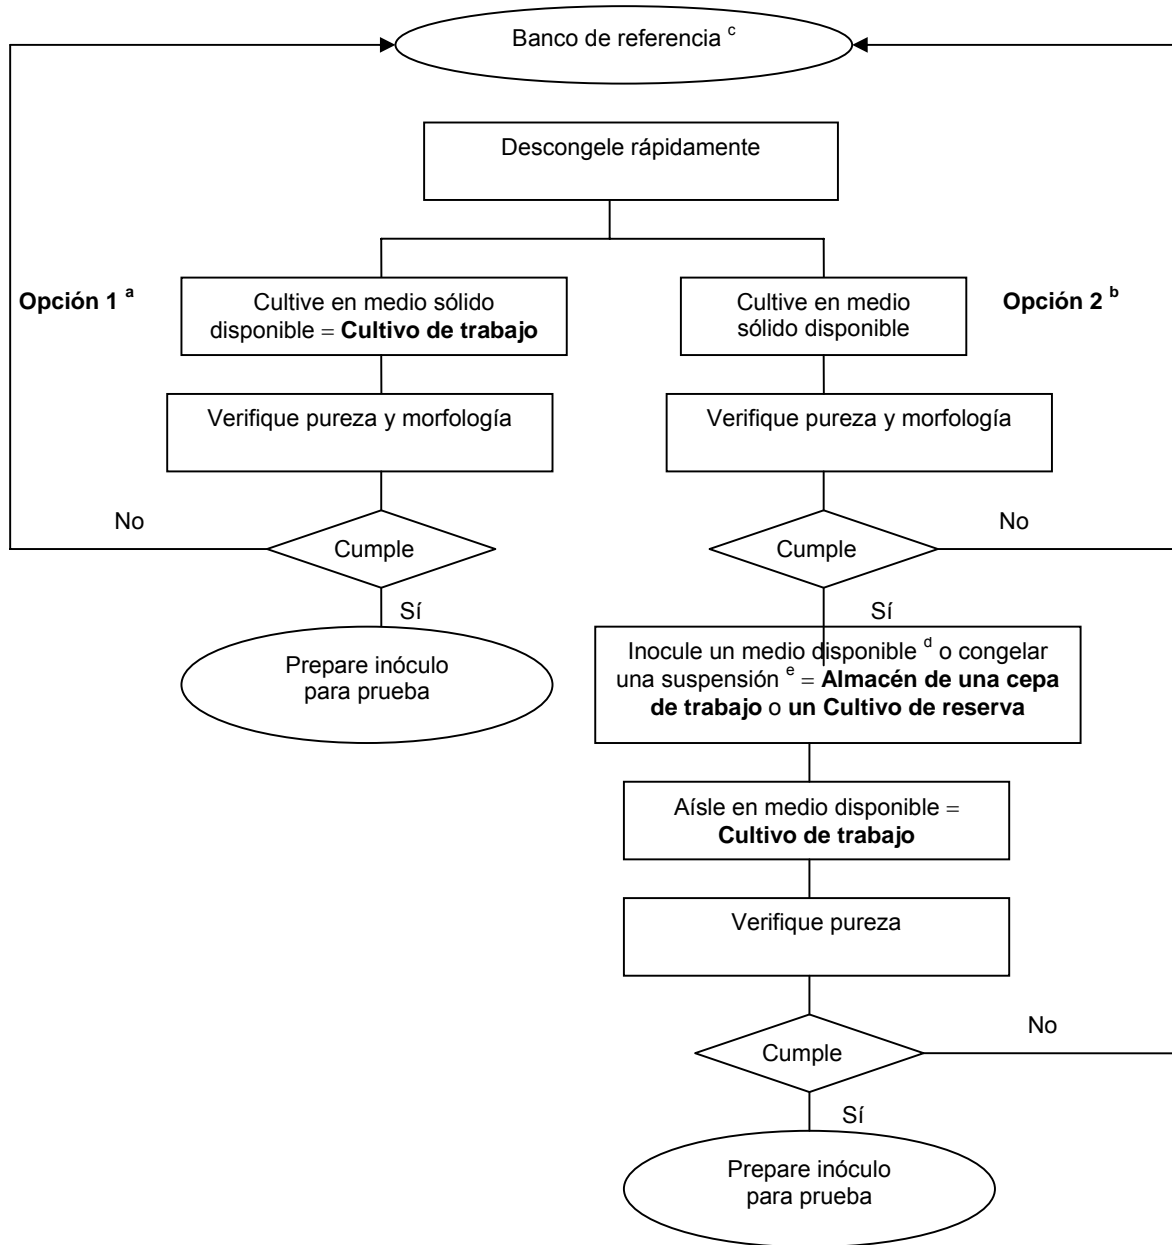 Banco de referencia c
Descongele rápidamente
Opción 1 a
Cultive en medio sólido
disponible = Cultivo de trabajo
Cultive en medio
sólido disponible
Opción 2 b
Verifique pureza y morfología
Verifique pureza y morfología
No
Cumple
Cumple
No
Sí
Sí
Prepare inóculo
para prueba
Inocule un medio disponible d o congelar
una suspensión e = Almacén de una cepa
de trabajo o un Cultivo de reserva
Aísle en medio disponible =
Cultivo de trabajo
Verifique pureza
No
Cumple
Sí
Prepare inóculo
para prueba